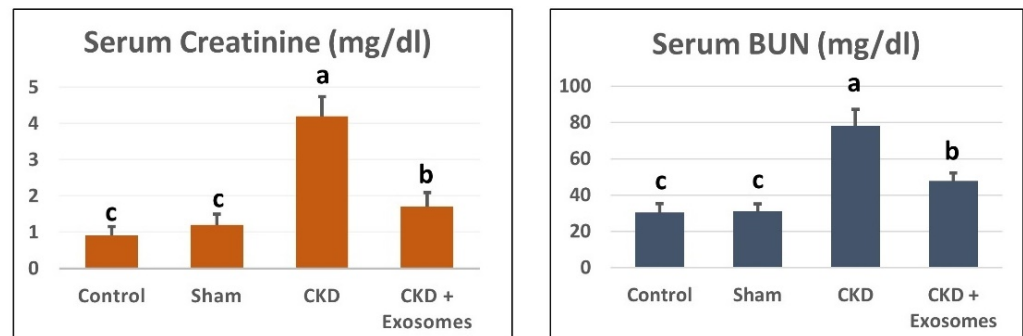 Serum Creatinine (mg/dl)
5
4
3
2
1
0
c
c
a
b
Control
Sham
CKD
CKD +
Exosomes
Serum BUN (mg/dl)
100
80
60
40
20
0
c
c
a
b
Control
Sham
CKD
CKD +
Exosomes